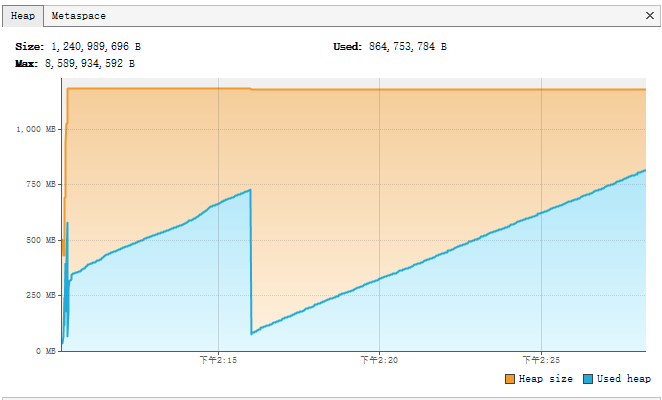 Heap Metaspace
Size: 1,240,989,696 B Used: 864,753,784 B
Max: 8,589,934,592 B
1,000 MB
750 MB
500 MB
250 MB
0 MB
下午2:15 下午2:20 下午2:25
Heap size Used heap